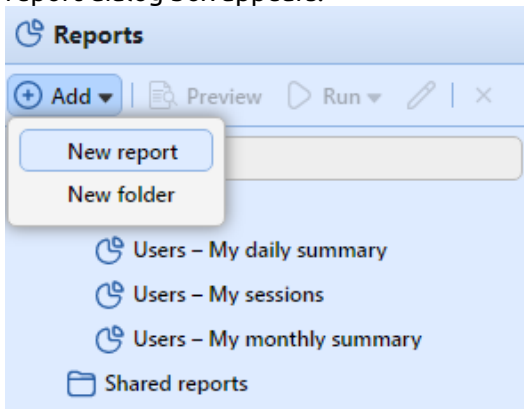 Reports
Add Preview Run
New report
New folder
Users – My daily summary
Users – My sessions
Users – My monthly summary
Shared reports